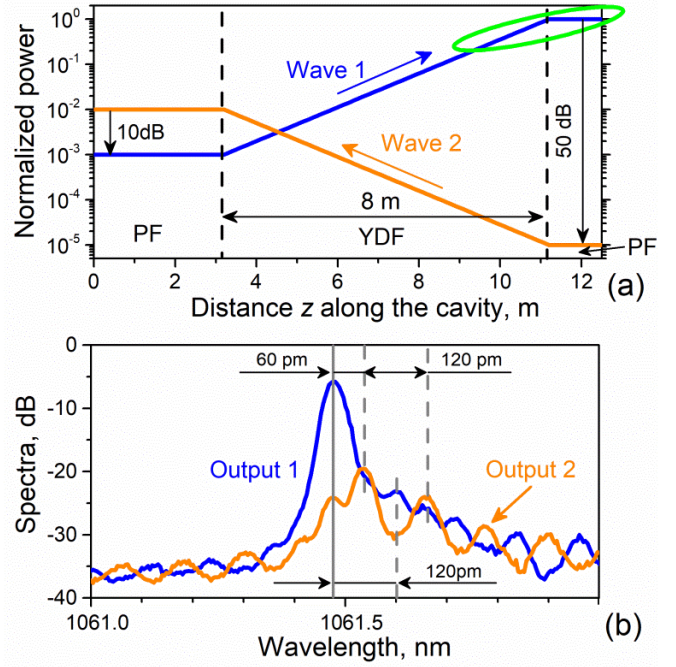 Normalized power
10^0
10^-1
10^-2
10^-3
10^-4
10^-5
Wave 1
Wave 2
10dB
50 dB
8 m
PF
YDF
PF
0 2 4 6 8 10 12
Distance z along the cavity, m
(a)
Spectra, dB
0
-10
-20
-30
-40
60 pm
120 pm
Output 1
Output 2
120pm
1061.0 1061.5
Wavelength, nm
(b)